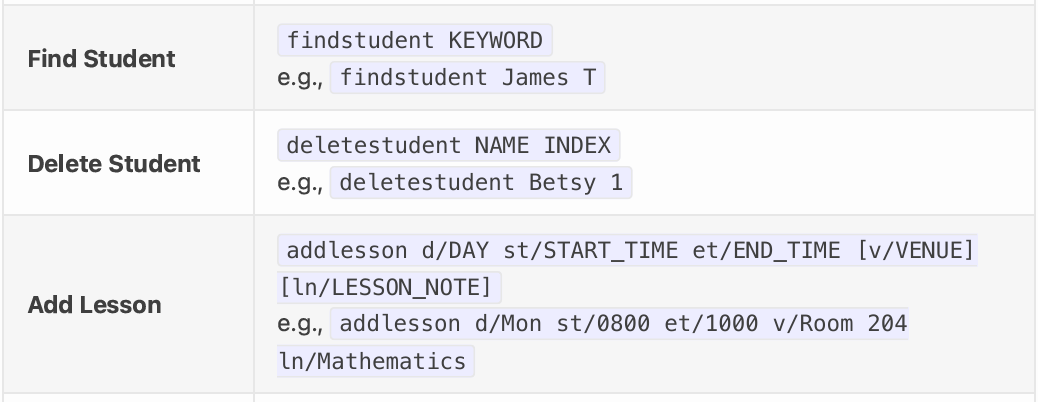 Find Student
findstudent KEYWORD
e.g., findstudent James T
Delete Student
deletestudent NAME INDEX
e.g., deletestudent Betsy 1
Add Lesson
addlesson d/DAY st/START_TIME et/END_TIME [v/VENUE]
[ln/LESSON_NOTE]
e.g., addlesson d/Mon st/0800 et/1000 v/Room 204
ln/Mathematics